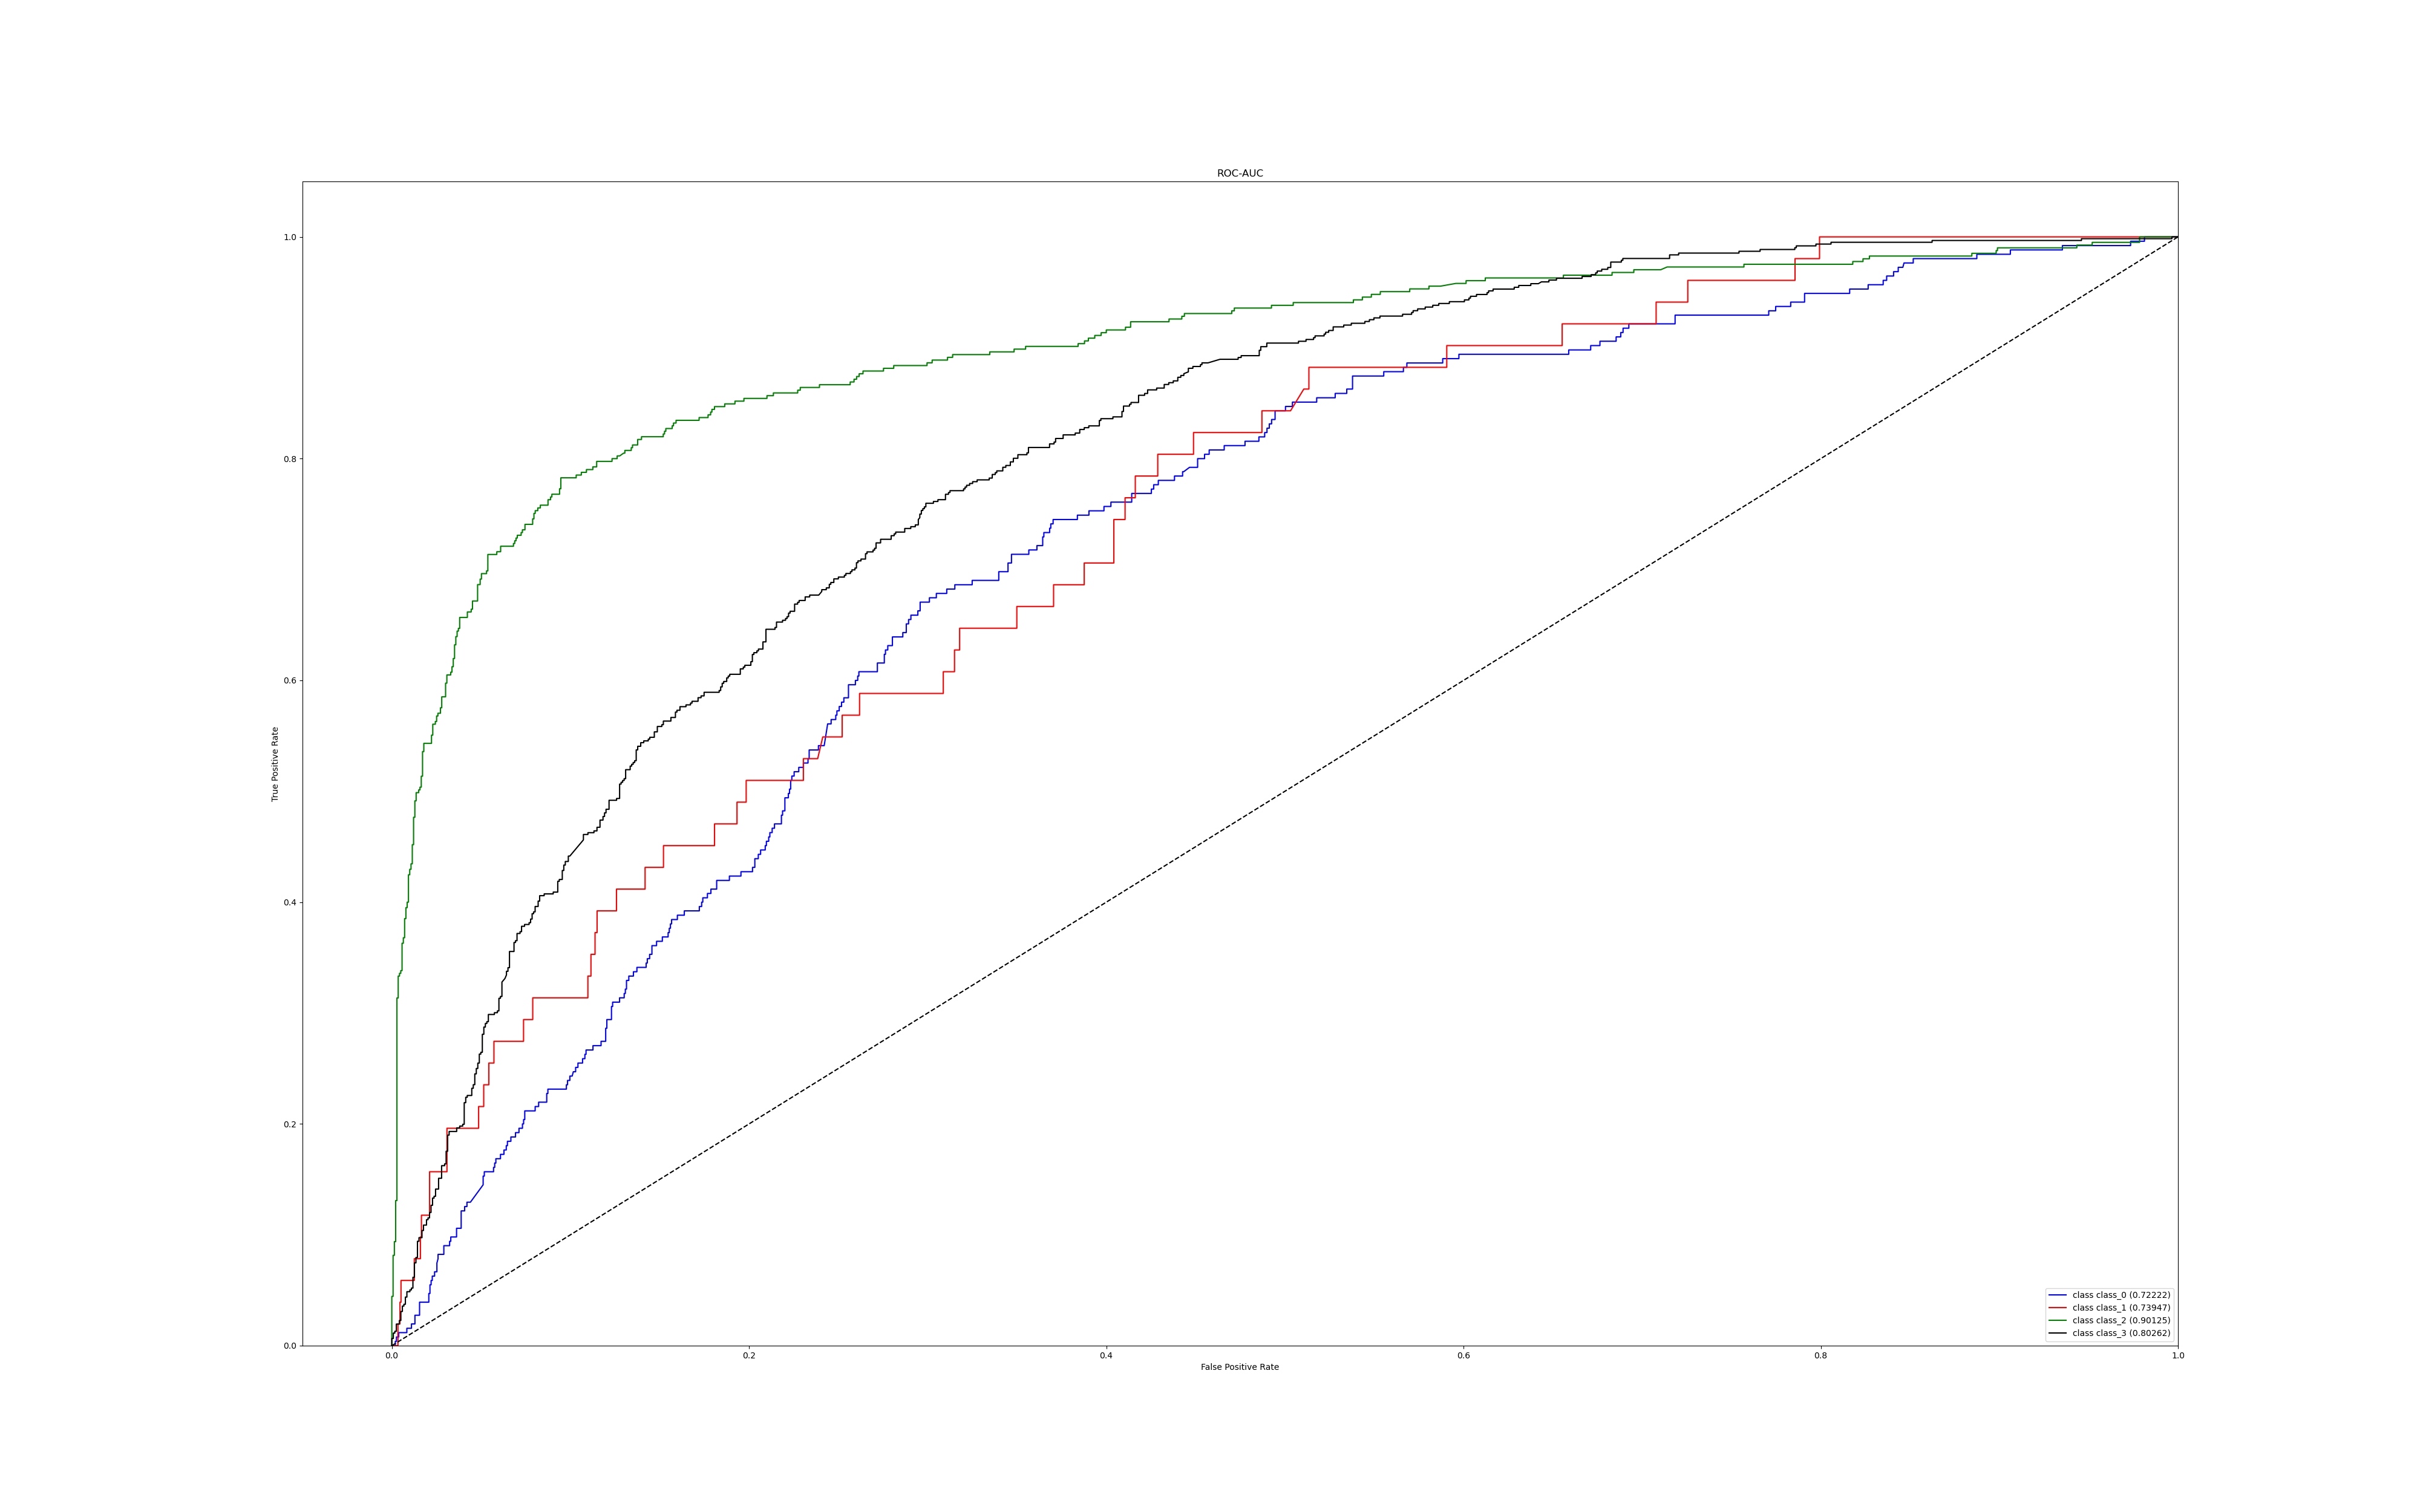 ROC-AUC
1.0
0.8
0.6
0.4
0.2
0.0
True Positive Rate
0.0 0.2 0.4 0.6 0.8 1.0
False Positive Rate
class class_0 (0.72222)
class class_1 (0.73947)
class class_2 (0.90125)
class class_3 (0.80262)